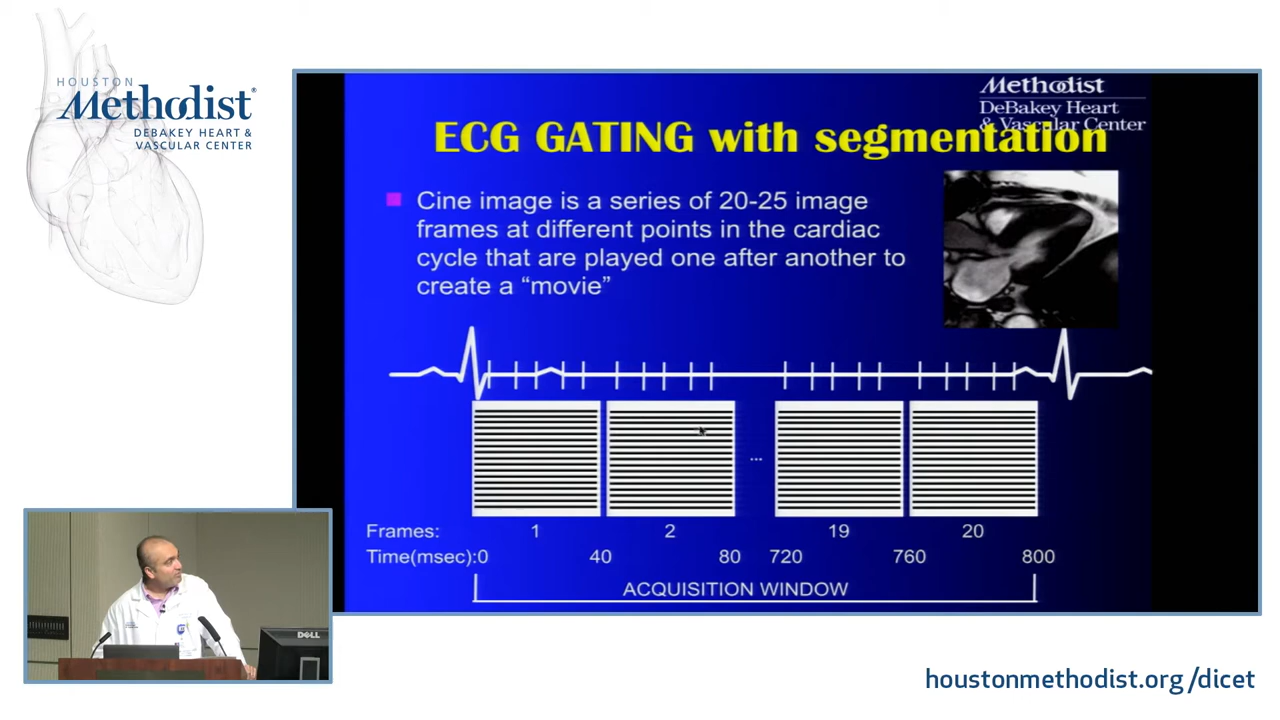 HOUSTON
Methodist®
DEBAKEY HEART &
VASCULAR CENTER
Methodist
DeBakey Heart
& Vascular Center
ECG GATING with segmentation
Cine image is a series of 20-25 image
frames at different points in the cardiac
cycle that are played one after another to
create a “movie”
...
Frames: 1 2 19 20
Time(msec):0 40 80 720 760 800
ACQUISITION WINDOW
DELL
houstonmethodist.org/dicet